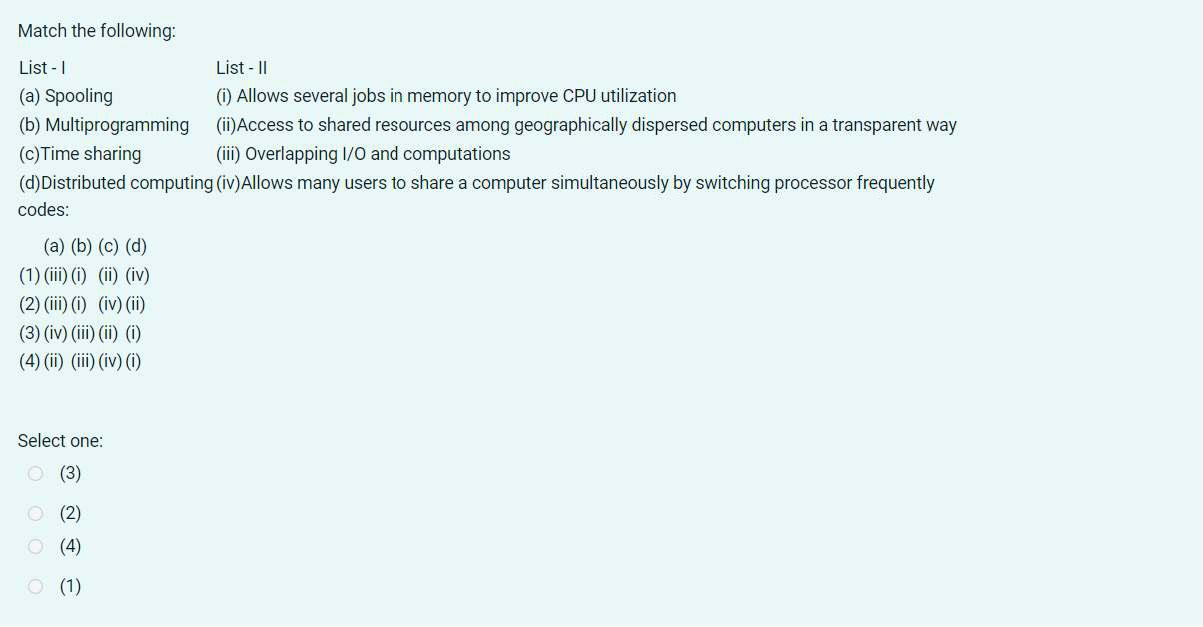 Match the following:
List - I List - II
(a) Spooling (i) Allows several jobs in memory to improve CPU utilization
(b) Multiprogramming (ii)Access to shared resources among geographically dispersed computers in a transparent way
(c)Time sharing (iii) Overlapping I/O and computations
(d)Distributed computing (iv)Allows many users to share a computer simultaneously by switching processor frequently
codes:
(a) (b) (c) (d)
(1) (iii) (i) (ii) (iv)
(2) (iii) (i) (iv) (ii)
(3) (iv) (iii) (ii) (i)
(4) (ii) (iii) (iv) (i)
Select one:
(3)
(2)
(4)
(1)